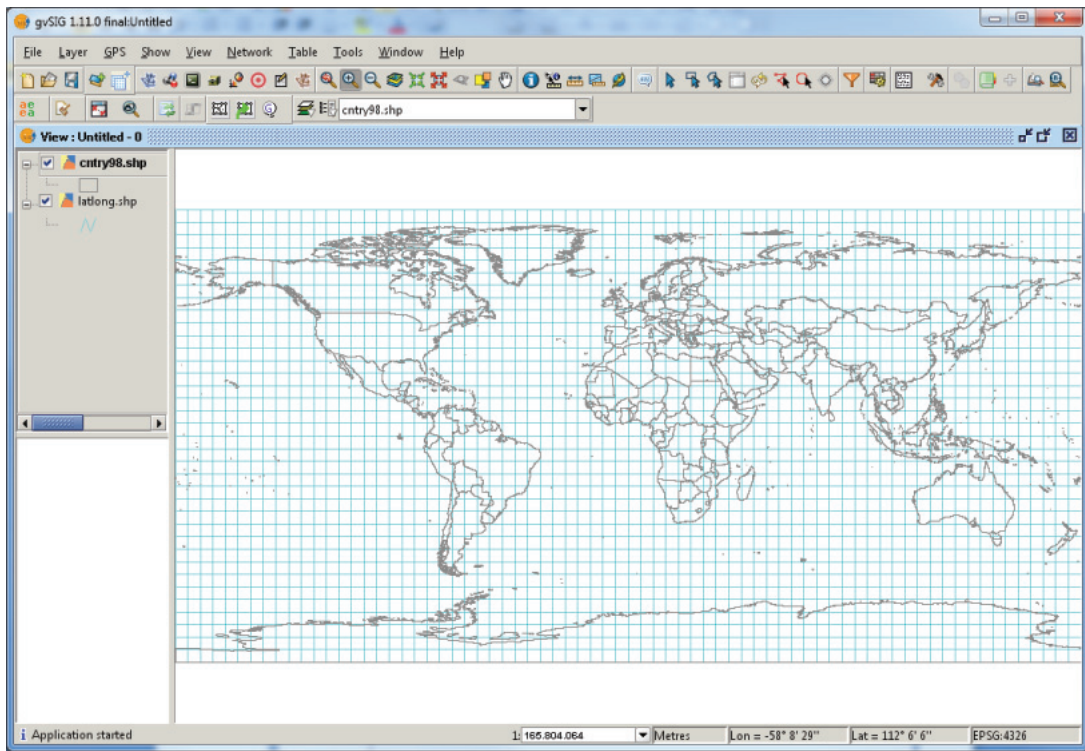 gvSIG 1.11.0 final:Untitled
File Layer GPS Show View Network Table Tools Window Help
cntry98.shp
View : Untitled - 0
cntry98.shp
latlong.shp
Application started 1: 165.804.064 Metres Lon = -58° 8' 29" Lat = 112° 6' 6" EPSG:4326